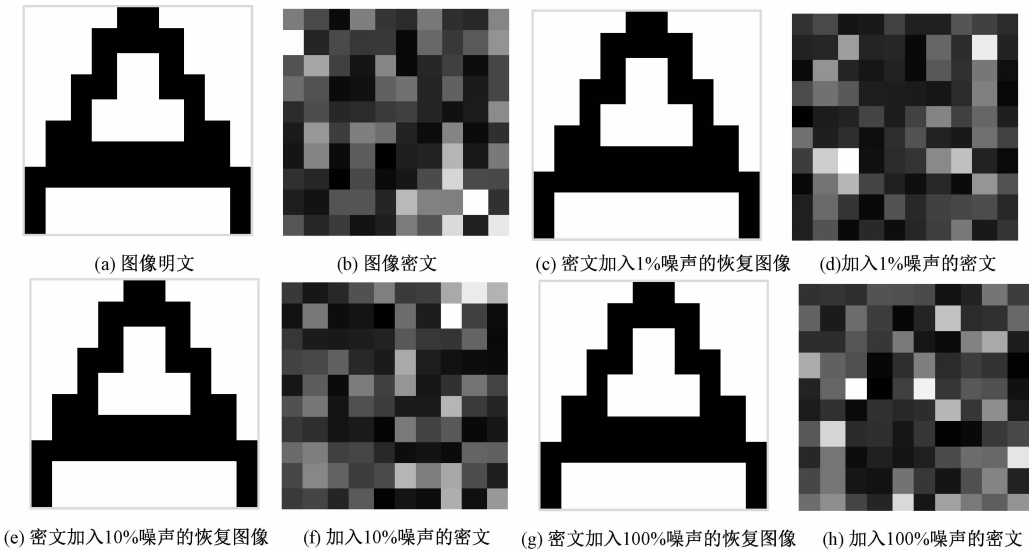 (a) 图像明文
(b) 图像密文
(c) 密文加入1%噪声的恢复图像
(d)加入1%噪声的密文
(e) 密文加入10%噪声的恢复图像
(f) 加入10%噪声的密文
(g) 密文加入100%噪声的恢复图像
(h) 加入100%噪声的密文